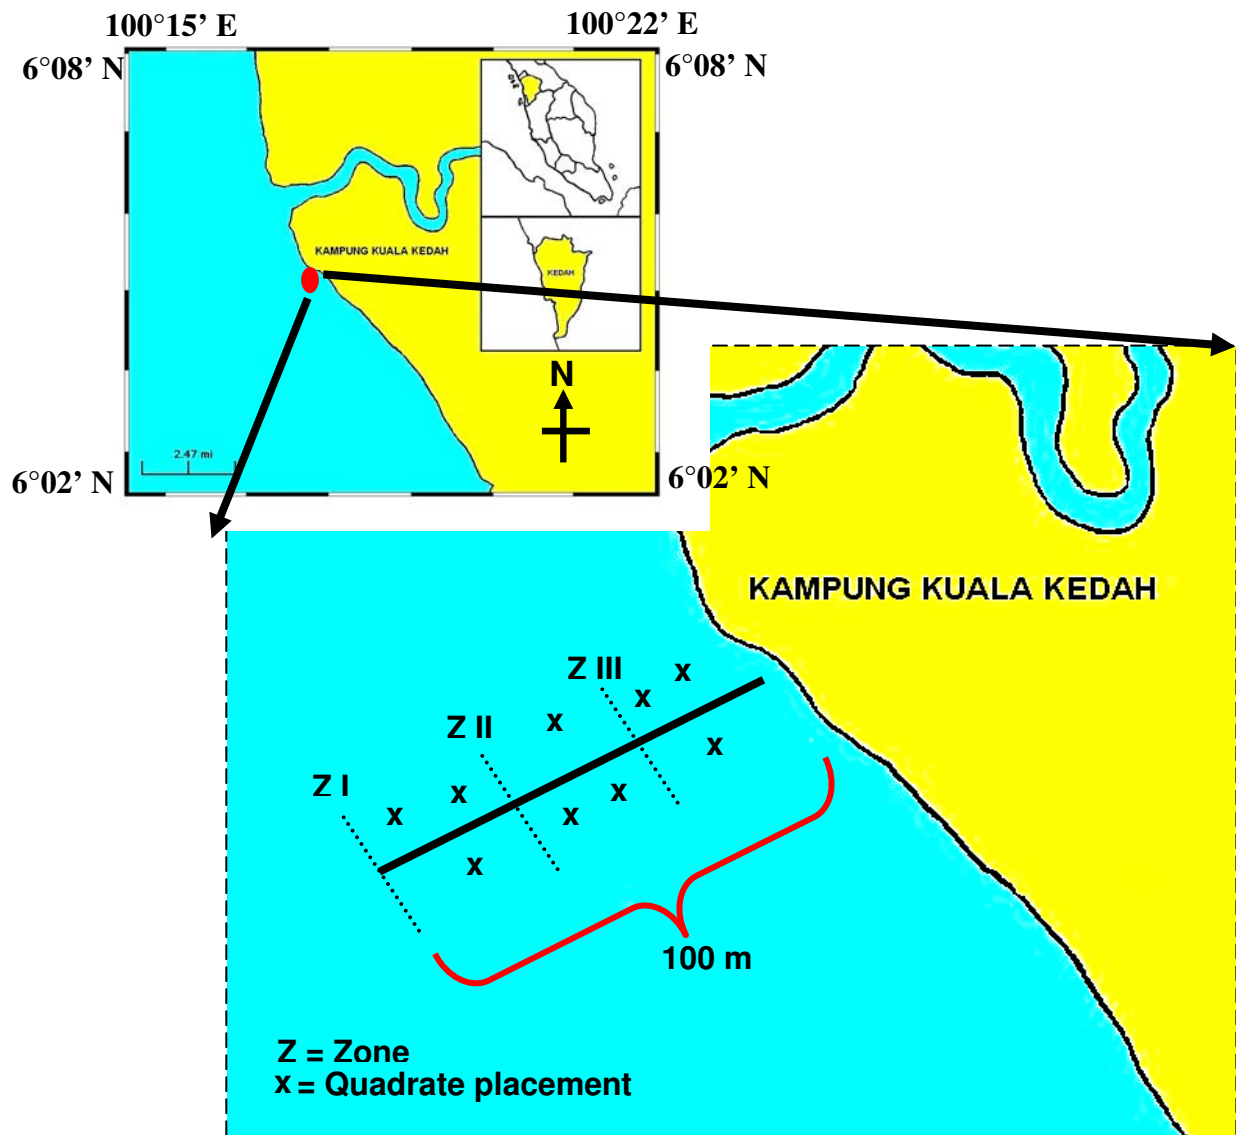 100°15’ E
100°22’ E
6°08’ N
6°08’ N
KAMPUNG KUALA KEDAH
KEDAH
N
2.47 mi
6°02’ N
6°02’ N
KAMPUNG KUALA KEDAH
Z III
x
x
Z II
x
x
Z I
x
x
x
x
x
100 m
Z = Zone
x = Quadrate placement